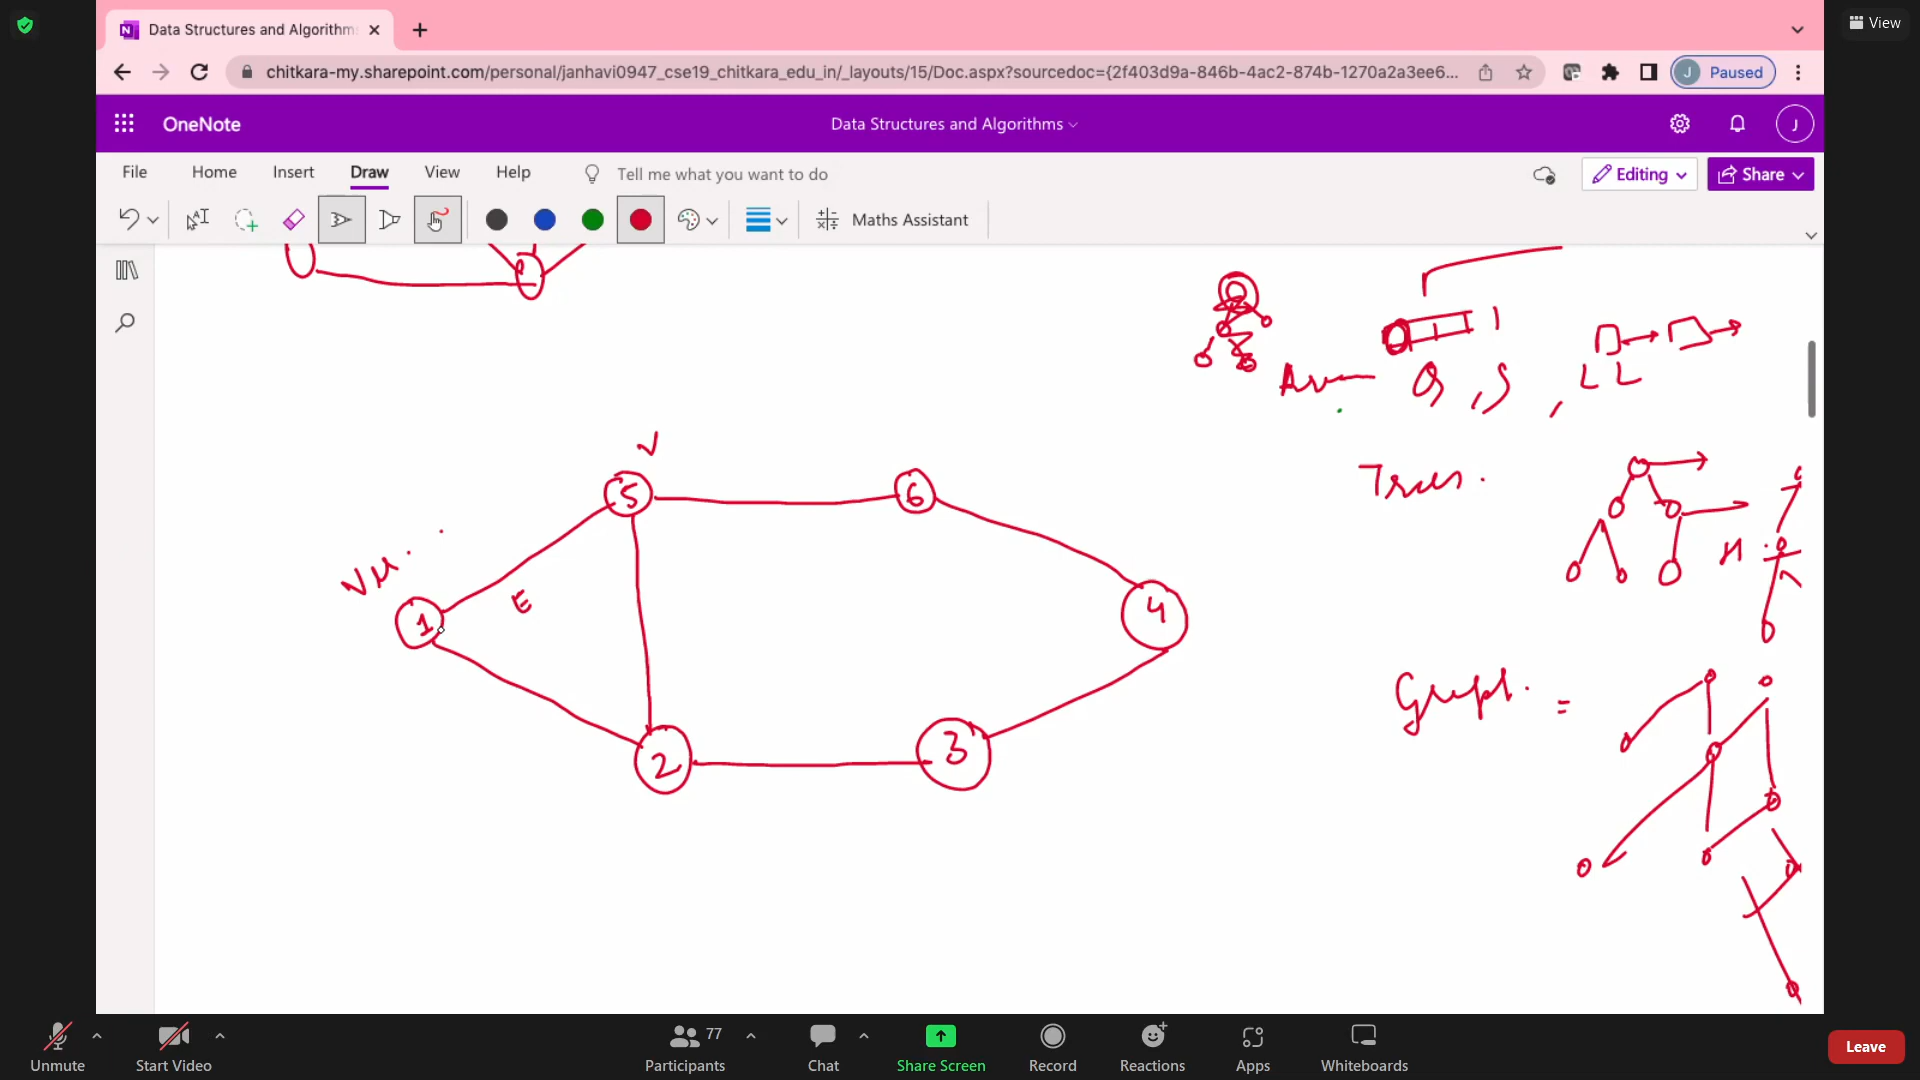 View
Data Structures and Algorithm
chitkara-my.sharepoint.com/personal/janhavi0947_cse19_chitkara_edu_in/_layouts/15/Doc.aspx?sourcedoc={2f403d9a-846b-4ac2-874b-1270a2a3ee6...
J Paused
OneNote
Data Structures and Algorithms
J
File Home Insert Draw View Help Tell me what you want to do
Editing Share
Maths Assistant
Q, S, LL
V
5 6
Trees.
E
1 4
Graph. =
2 3
77
Unmute Start Video Participants Chat Share Screen Record Reactions Apps Whiteboards
Leave